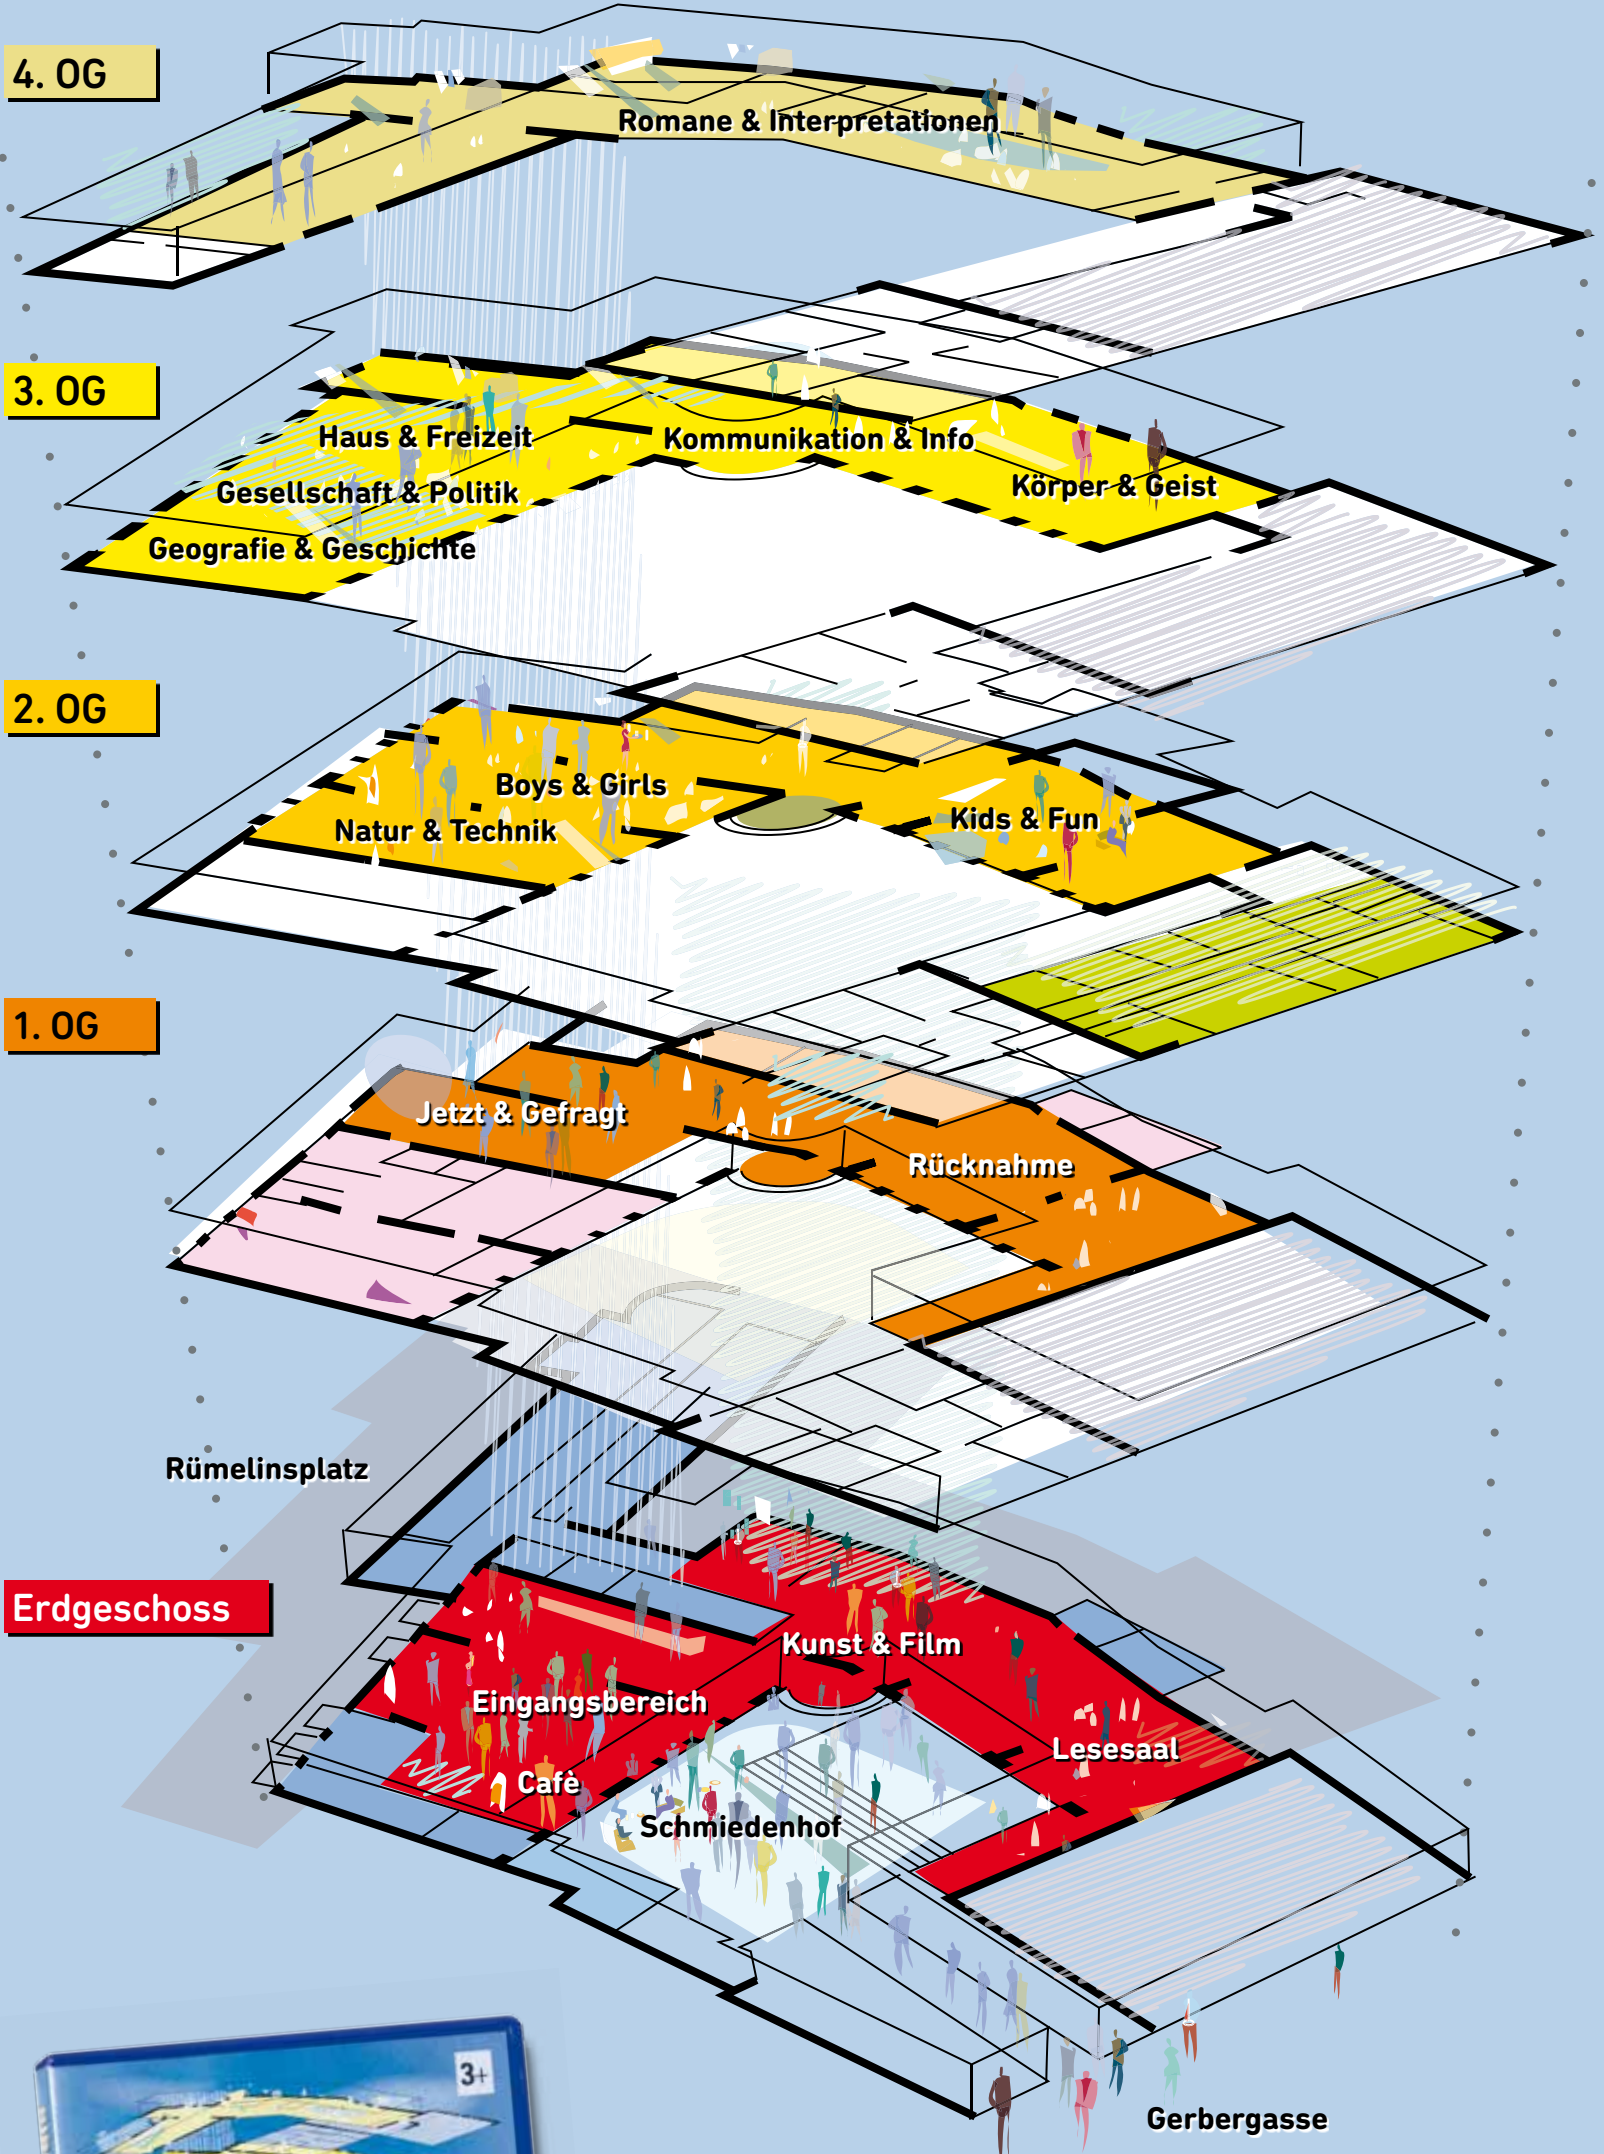 4. OG
Romane & Interpretationen
3. OG
Haus & Freizeit
Kommunikation & Info
Gesellschaft & Politik
Körper & Geist
Geografie & Geschichte
2. OG
Boys & Girls
Natur & Technik
Kids & Fun
1. OG
Jetzt & Gefragt
Rücknahme
Rümelinsplatz
Erdgeschoss
Kunst & Film
Eingangsbereich
Lesesaal
Cafè
Schmiedenhof
3+
Gerbergasse